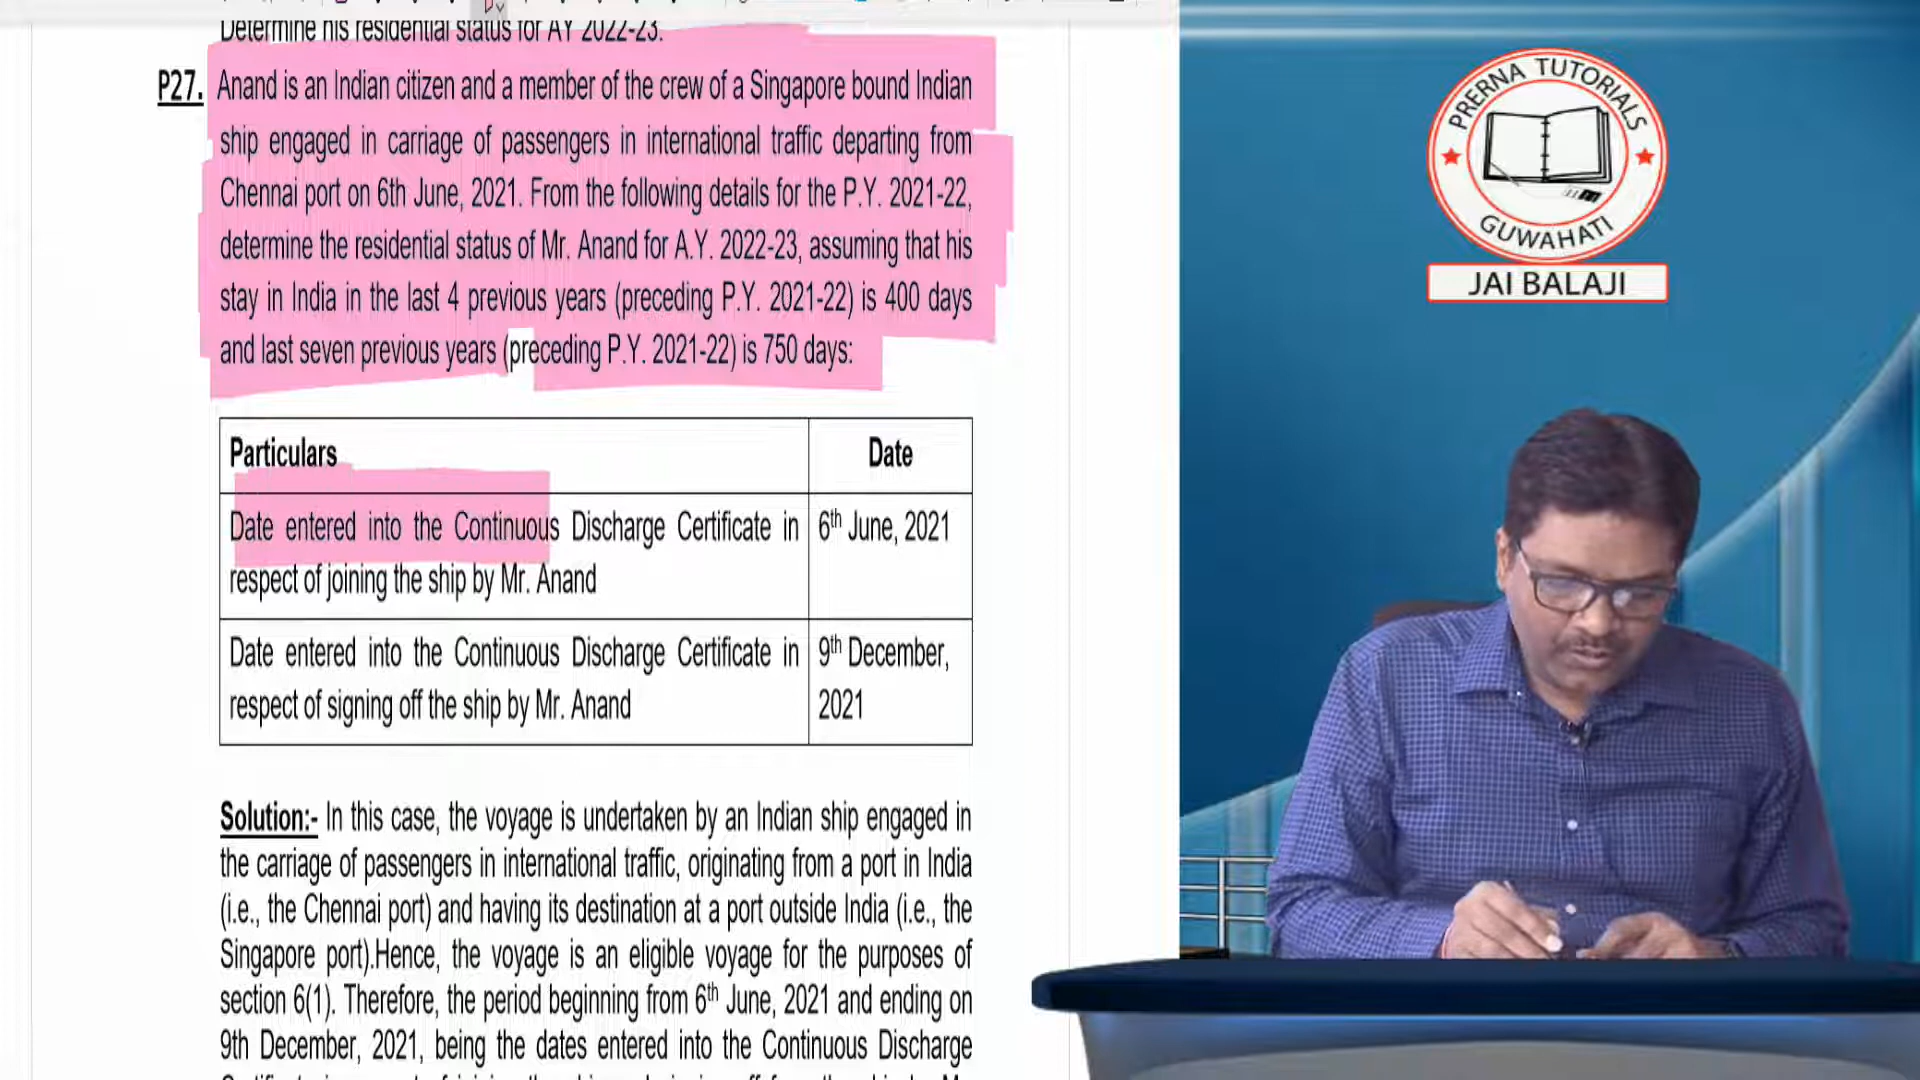 Determine his residential status for AY 2022-23.
P27. Anand is an Indian citizen and a member of the crew of a Singapore bound Indian
ship engaged in carriage of passengers in international traffic departing from
Chennai port on 6th June, 2021. From the following details for the P.Y. 2021-22,
determine the residential status of Mr. Anand for A.Y. 2022-23, assuming that his
stay in India in the last 4 previous years (preceding P.Y. 2021-22) is 400 days
and last seven previous years (preceding P.Y. 2021-22) is 750 days:
Particulars Date
Date entered into the Continuous Discharge Certificate in 6th June, 2021
respect of joining the ship by Mr. Anand
Date entered into the Continuous Discharge Certificate in 9th December,
respect of signing off the ship by Mr. Anand 2021
Solution:- In this case, the voyage is undertaken by an Indian ship engaged in
the carriage of passengers in international traffic, originating from a port in India
(i.e., the Chennai port) and having its destination at a port outside India (i.e., the
Singapore port).Hence, the voyage is an eligible voyage for the purposes of
section 6(1). Therefore, the period beginning from 6th June, 2021 and ending on
9th December, 2021, being the dates entered into the Continuous Discharge
PRERNA TUTORIALS
GUWAHATI
JAI BALAJI